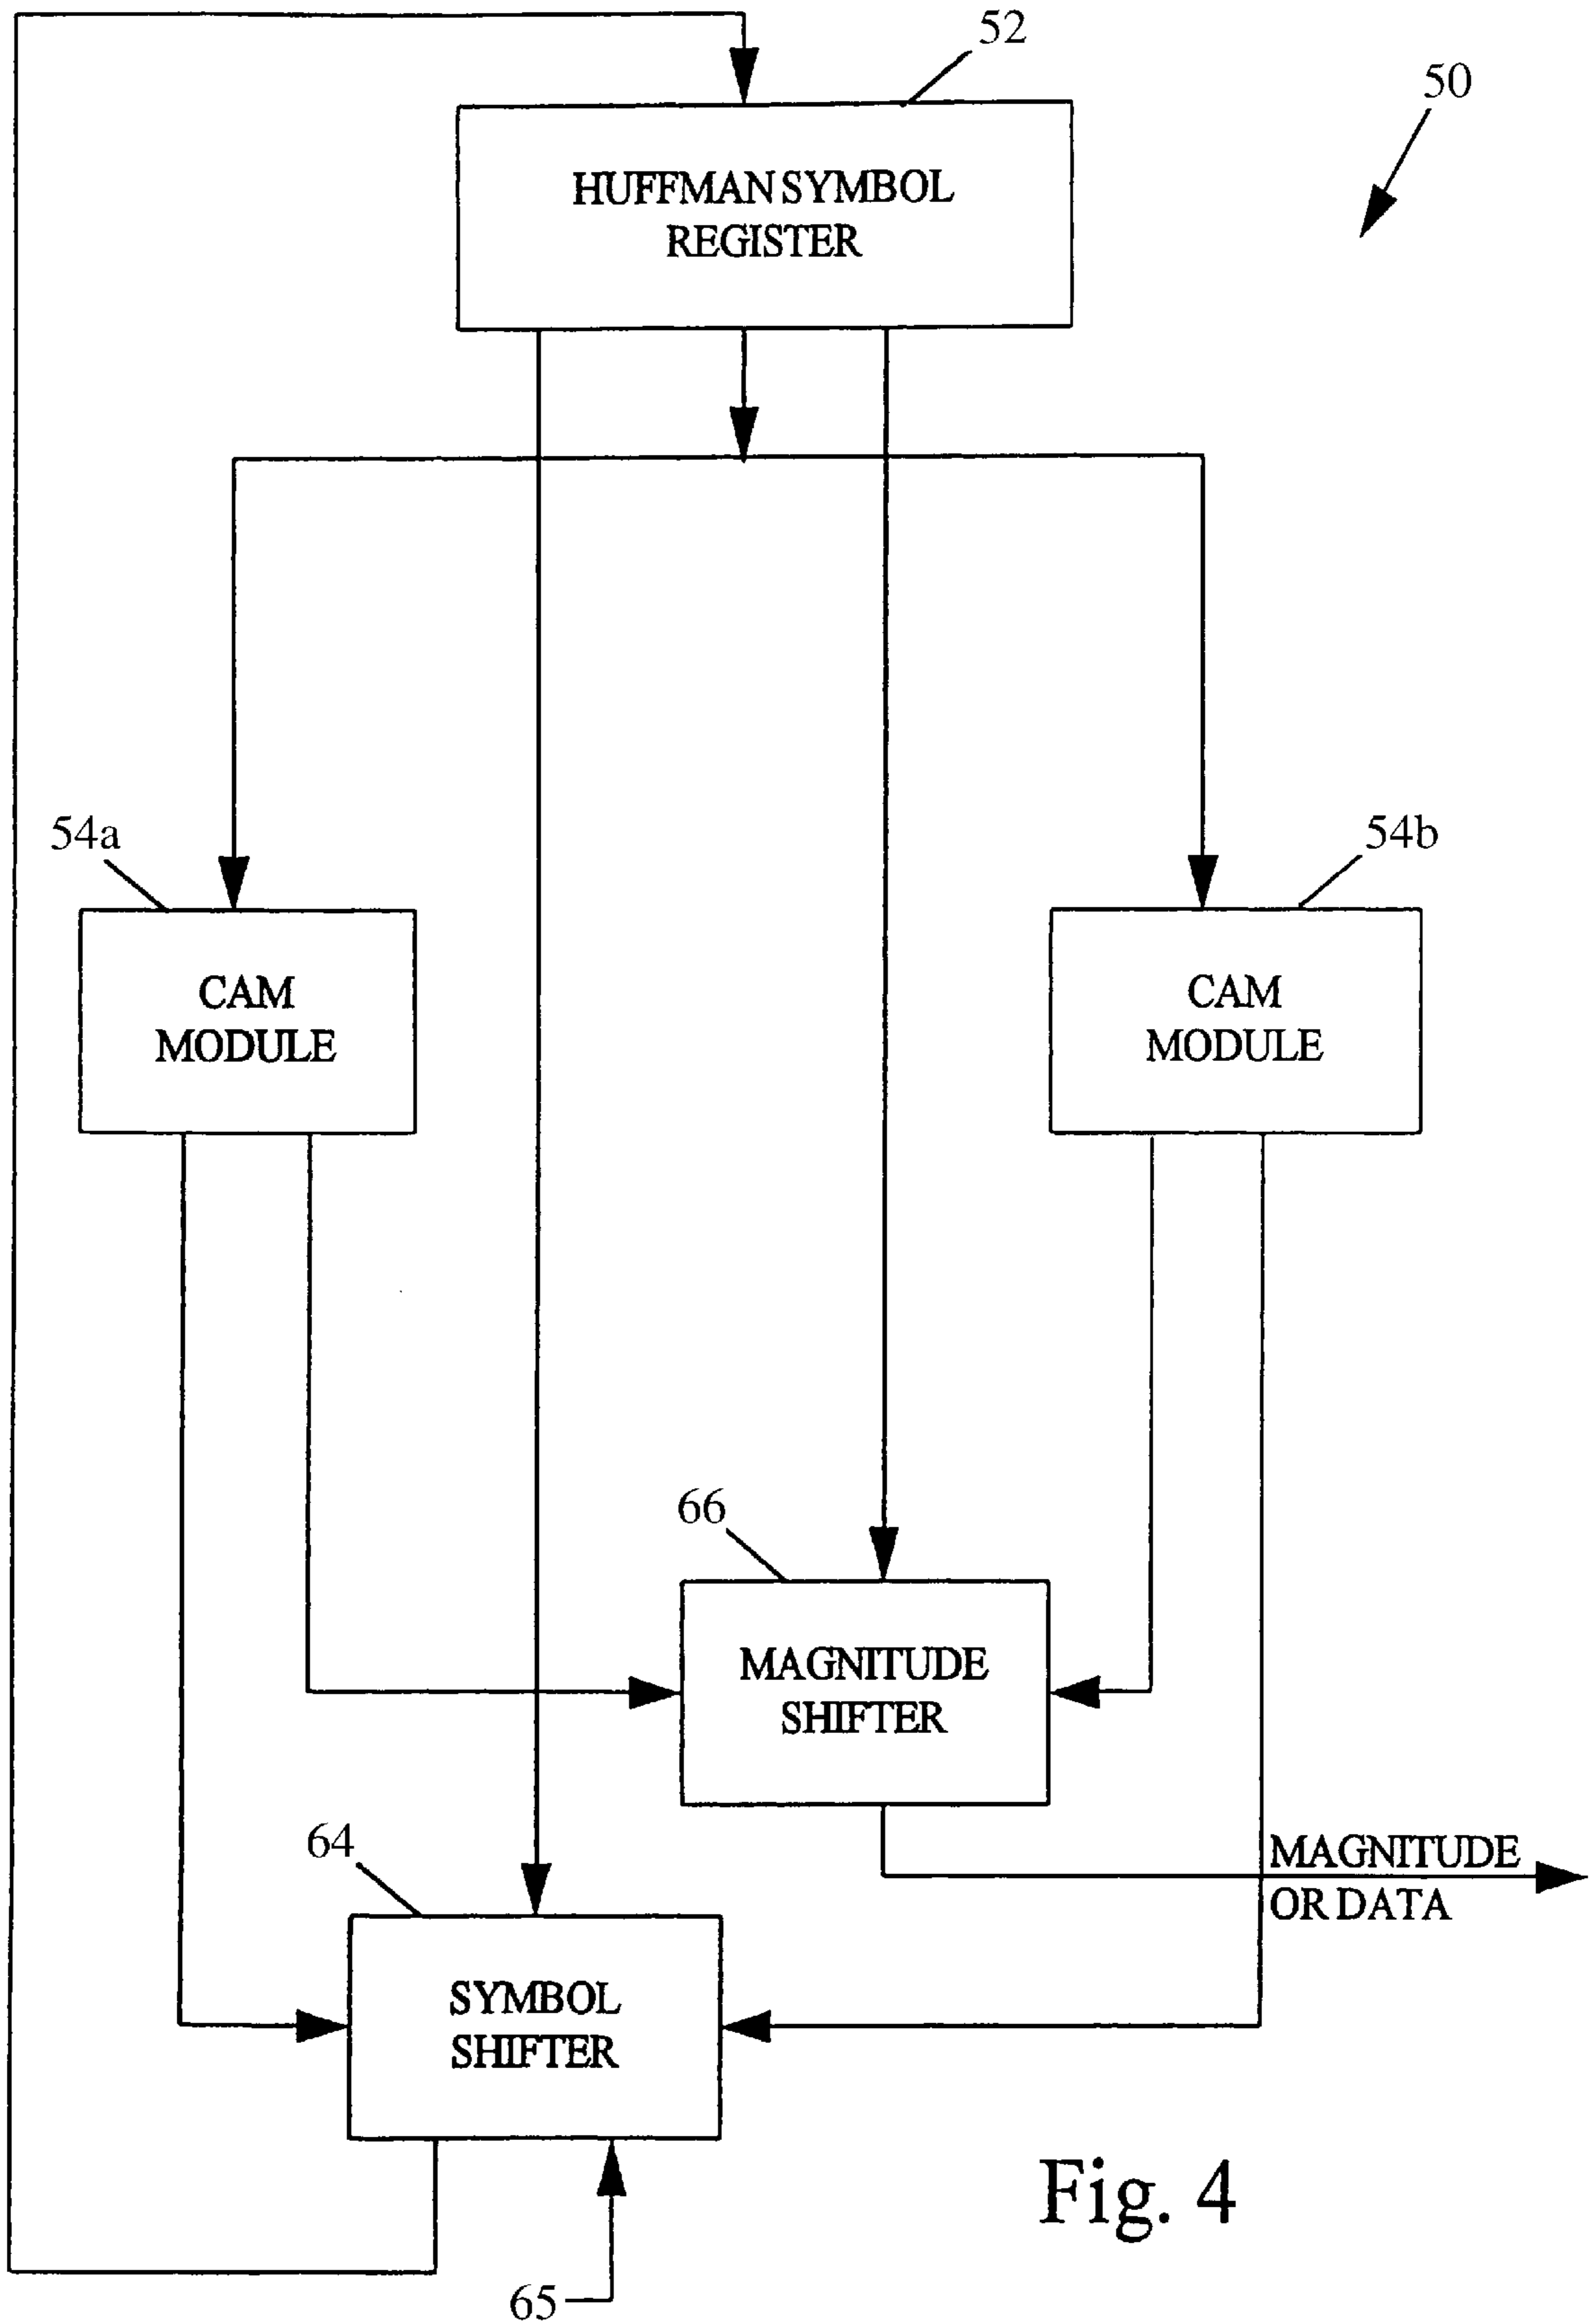 52
50
HUFFMAN SYMBOL
REGISTER
54a
54b
CAM
MODULE
CAM
MODULE
66
MAGNITUDE
SHIFTER
64
MAGNITUDE
OR DATA
SYMBOL
SHIFTER
Fig. 4
65